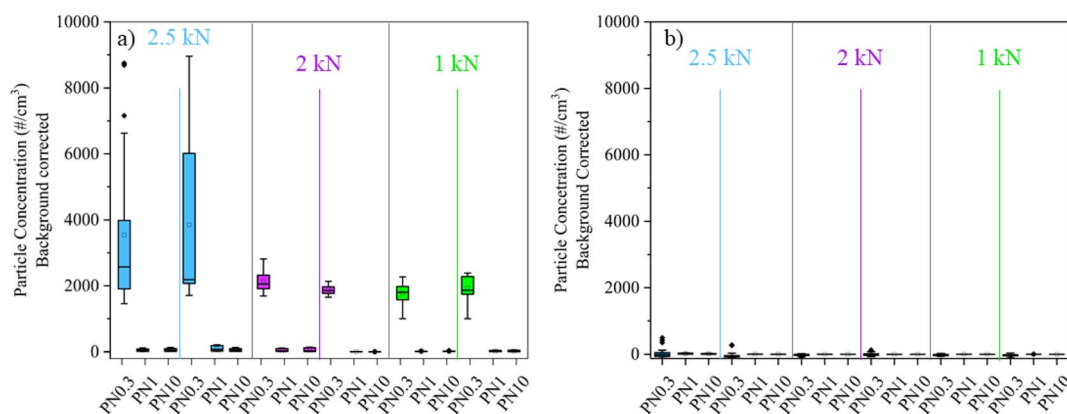 a)
2.5 kN
2 kN
1 kN
10000
8000
6000
4000
2000
0
Particle Concentration (#/cm³)
Background corrected
PN0.3
PN1
PN10
PN0.3
PN1
PN10
PN0.3
PN1
PN10
PN0.3
PN1
PN10
PN0.3
PN1
PN10
PN0.3
PN1
PN10
b)
2.5 kN
2 kN
1 kN
10000
8000
6000
4000
2000
0
Particle Concetration (#/cm³)
Background Corrected
PN0.3
PN1
PN10
PN0.3
PN1
PN10
PN0.3
PN1
PN10
PN0.3
PN1
PN10
PN0.3
PN1
PN10
PN0.3
PN1
PN10